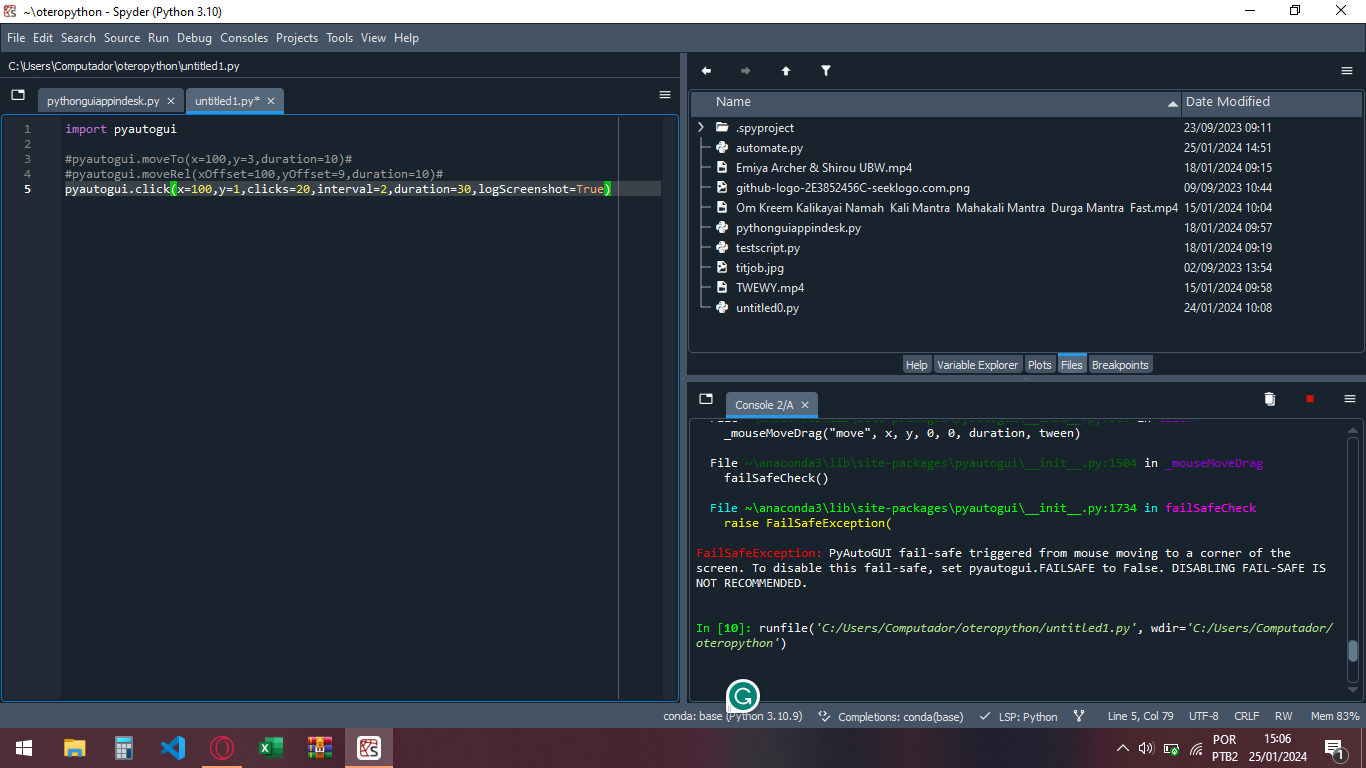 ~\oteropython - Spyder (Python 3.10)
File Edit Search Source Run Debug Consoles Projects Tools View Help
C:\Users\Computador\oteropython\untitled1.py
pythonguiappindesk.py
untitled1.py*
1 import pyautogui
2
3 #pyautogui.moveTo(x=100,y=3,duration=10)#
4 #pyautogui.moveRel(xOffset=100,yOffset=9,duration=10)#
5 pyautogui.click(x=100,y=1,clicks=20,interval=2,duration=30,logScreenshot=True)
Name Date Modified
.spyproject 23/09/2023 09:11
automate.py 25/01/2024 14:51
Emiya Archer & Shirou UBW.mp4 18/01/2024 09:15
github-logo-2E3852456C-seeklogo.com.png 09/09/2023 10:44
Om Kreem Kalikayai Namah Kali Mantra Mahakali Mantra Durga Mantra Fast.mp4 15/01/2024 10:04
pythonguiappindesk.py 18/01/2024 09:57
testscript.py 18/01/2024 09:19
titjob.jpg 02/09/2023 13:54
TWEWY.mp4 15/01/2024 09:58
untitled0.py 24/01/2024 10:08
Help Variable Explorer Plots Files Breakpoints
Console 2/A
_mouseMoveDrag("move", x, y, 0, 0, duration, tween)
File ~\anaconda3\lib\site-packages\pyautogui\__init__.py:1504 in _mouseMoveDrag
failSafeCheck()
File ~\anaconda3\lib\site-packages\pyautogui\__init__.py:1734 in failSafeCheck
raise FailSafeException(
FailSafeException: PyAutoGUI fail-safe triggered from mouse moving to a corner of the
screen. To disable this fail-safe, set pyautogui.FAILSAFE to False. DISABLING FAIL-SAFE IS
NOT RECOMMENDED.
In [10]: runfile('C:/Users/Computador/oteropython/untitled1.py', wdir='C:/Users/Computador/
oteropython')
conda: base (Python 3.10.9) Completions: conda(base) LSP: Python Line 5, Col 79 UTF-8 CRLF RW Mem 83%
POR 15:06
PTB2 25/01/2024
1